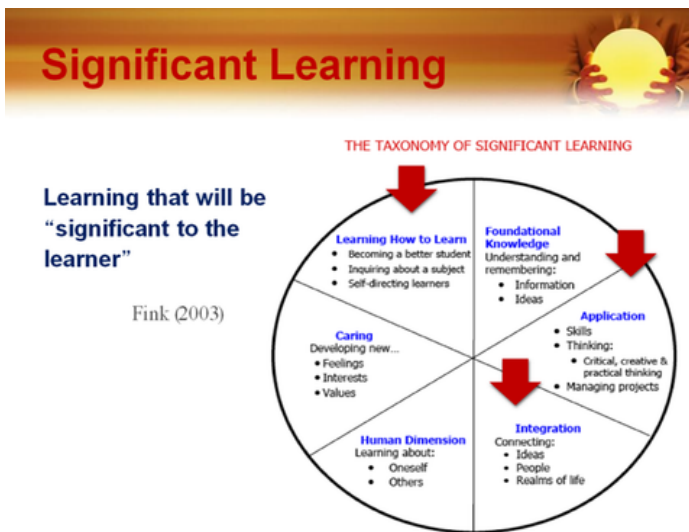 Significant Learning
THE TAXONOMY OF SIGNIFICANT LEARNING
Learning that will be
“significant to the
learner”
Fink (2003)
Learning How to Learn
• Becoming a better student
• Inquiring about a subject
• Self-directing learners
Foundational
Knowledge
Understanding and
remembering:
• Information
• Ideas
Application
• Skills
• Thinking:
• Critical, creative &
practical thinking
• Managing projects
Integration
Connecting:
• Ideas
• People
• Realms of life
Human Dimension
Learning about:
• Oneself
• Others
Caring
Developing new...
• Feelings
• Interests
• Values